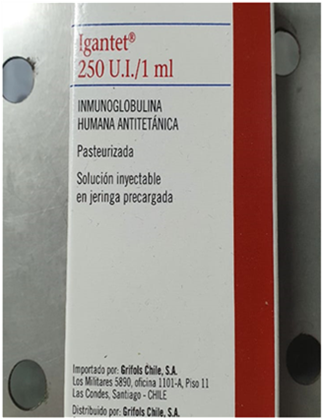 Igantet®
250 U.I./1 ml
INMUNOGLOBULINA
HUMANA ANTITETÁNICA
Pasteurizada
Solución inyectable
en jeringa precargada
Importado por: Grifols Chile, S.A.
Los Militares 5890, oficina 1101-A, Piso 11
Las Condes, Santiago - CHILE
Distribuido por: Grifols Chile, S.A.